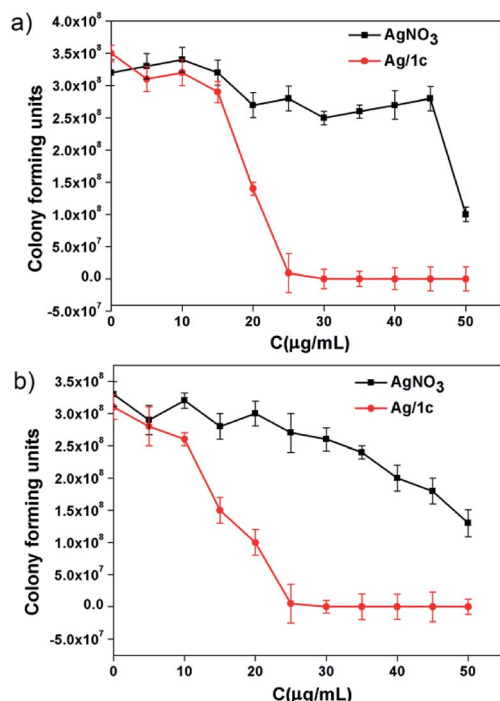 a)
AgNO₃
Ag/1c
Colony forming units
4.0x10⁸
3.5x10⁸
3.0x10⁸
2.5x10⁸
2.0x10⁸
1.5x10⁸
1.0x10⁸
5.0x10⁷
0.0
-5.0x10⁷
0 10 20 30 40 50
C(μg/mL)
b)
AgNO₃
Ag/1c
Colony forming units
3.5x10⁸
3.0x10⁸
2.5x10⁸
2.0x10⁸
1.5x10⁸
1.0x10⁸
5.0x10⁷
0.0
-5.0x10⁷
0 10 20 30 40 50
C(μg/mL)